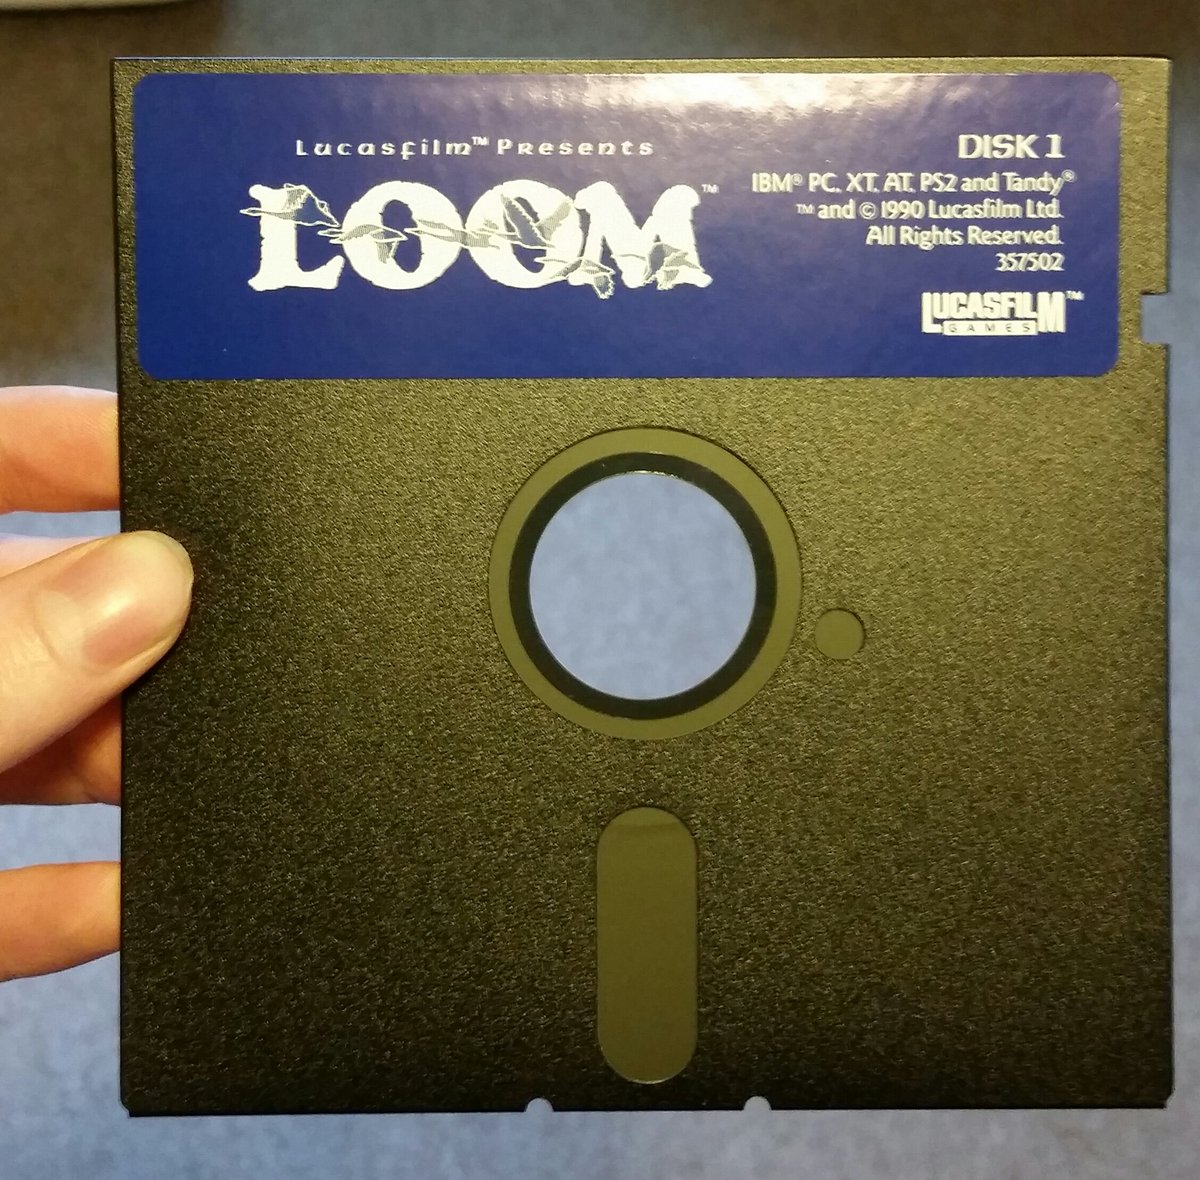 Lucasfilm™ Presents
LOOM™
DISK 1
IBM® PC, XT, AT, PS2 and Tandy®
™ and © 1990 Lucasfilm Ltd.
All Rights Reserved.
357502
LUCASFILM™
GAMES